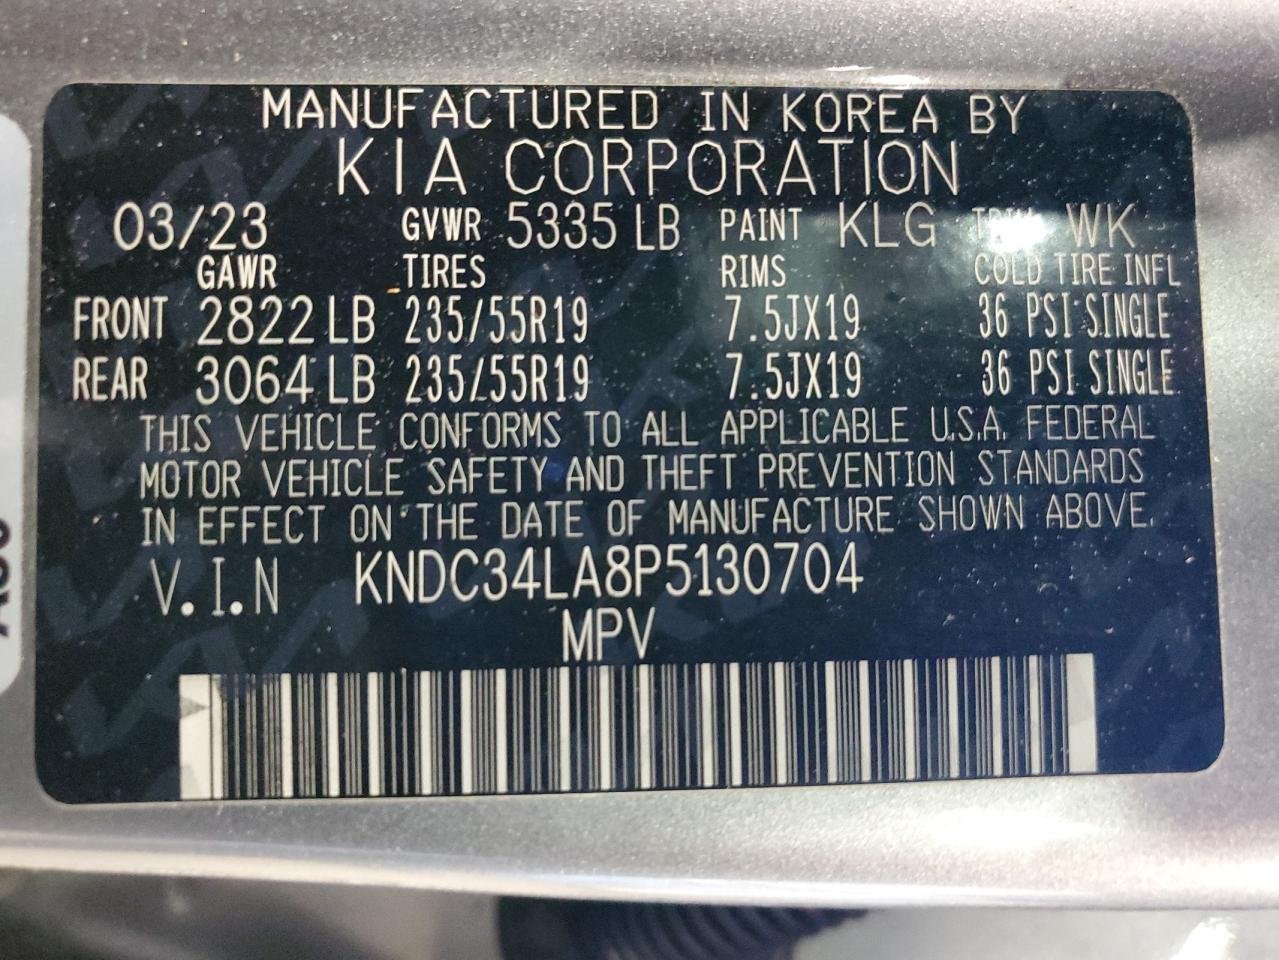 MANUFACTURED IN KOREA BY
KIA CORPORATION
03/23 GVWR 5335 LB PAINT KLG TRIM WK
GAWR TIRES RIMS COLD TIRE INFL
FRONT 2822 LB 235/55R19 7.5JX19 36 PSI SINGLE
REAR 3064 LB 235/55R19 7.5JX19 36 PSI SINGLE
THIS VEHICLE CONFORMS TO ALL APPLICABLE U.S.A. FEDERAL
MOTOR VEHICLE SAFETY AND THEFT PREVENTION STANDARDS
IN EFFECT ON THE DATE OF MANUFACTURE SHOWN ABOVE.
V.I.N KNDC34LA8P5130704
MPV